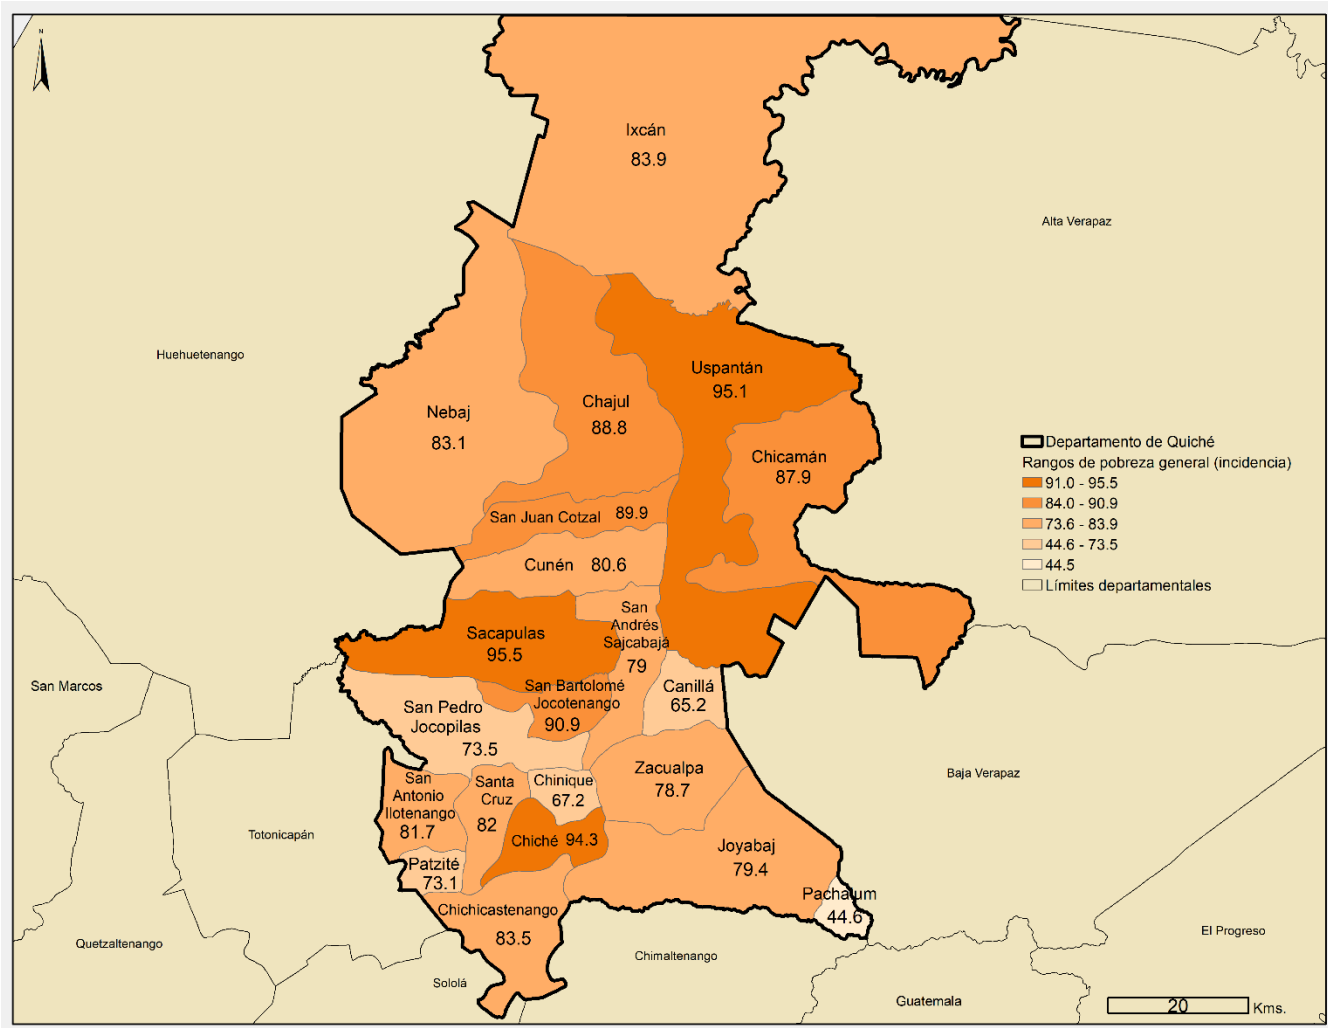 N
Ixcán
83.9
Alta Verapaz
Huehuetenango
Uspantán
95.1
Nebaj
83.1
Chajul
88.8
Chicamán
87.9
Departamento de Quiché
Rangos de pobreza general (incidencia)
91.0 - 95.5
84.0 - 90.9
73.6 - 83.9
44.6 - 73.5
44.5
Límites departamentales
San Juan Cotzal 89.9
Cunén 80.6
San
Andrés
Sajcabajá
79
Sacapulas
95.5
San Marcos
San Bartolomé
Jocotenango
90.9
Canillá
65.2
San Pedro
Jocopilas
73.5
Zacualpa
78.7
Baja Verapaz
San
Antonio
Ilotenango
81.7
Santa
Cruz
82
Chinique
67.2
Totonicapán
Chiché 94.3
Joyabaj
79.4
Patzité
73.1
Pachalum
44.6
Chichicastenango
83.5
Quetzaltenango
El Progreso
Chimaltenango
Sololá
Guatemala
20 Kms.